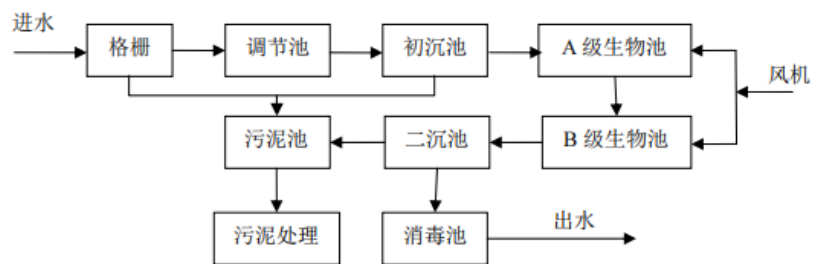 进水
格栅
调节池
初沉池
A 级生物池
风机
污泥池
二沉池
B 级生物池
污泥处理
消毒池
出水